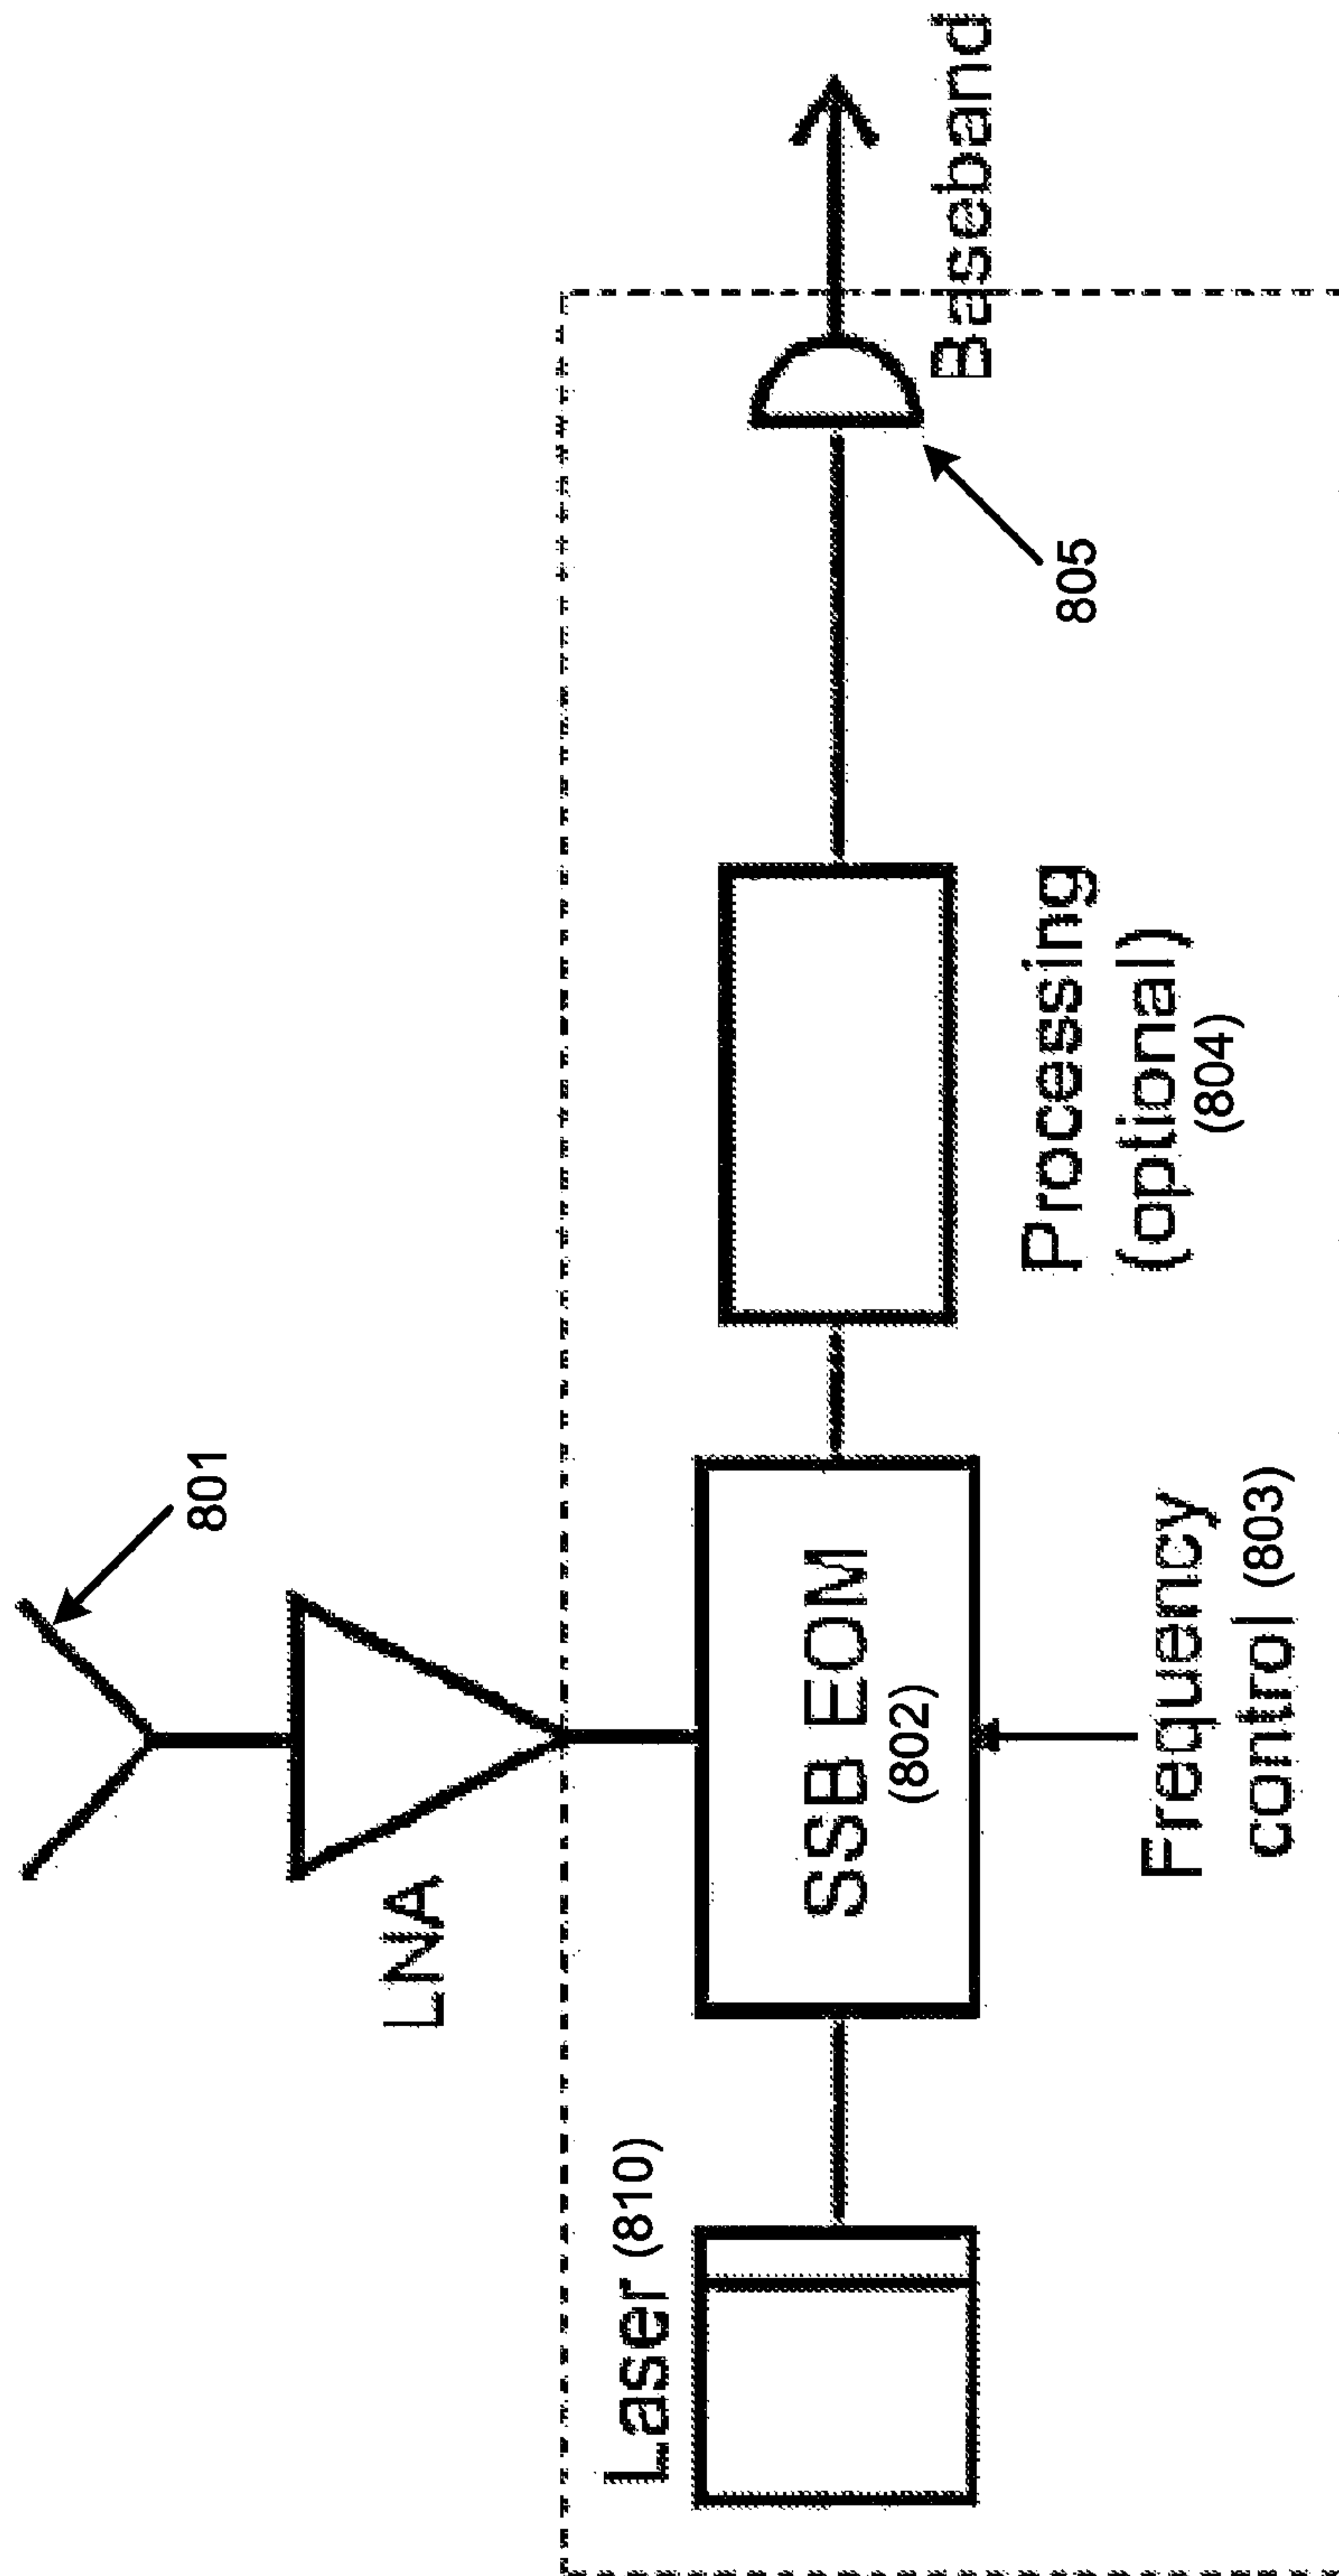 801
LNA
Laser (810)
SSB EOM
(802)
Frequency
control (803)
Processing
(optional)
(804)
805
Baseband